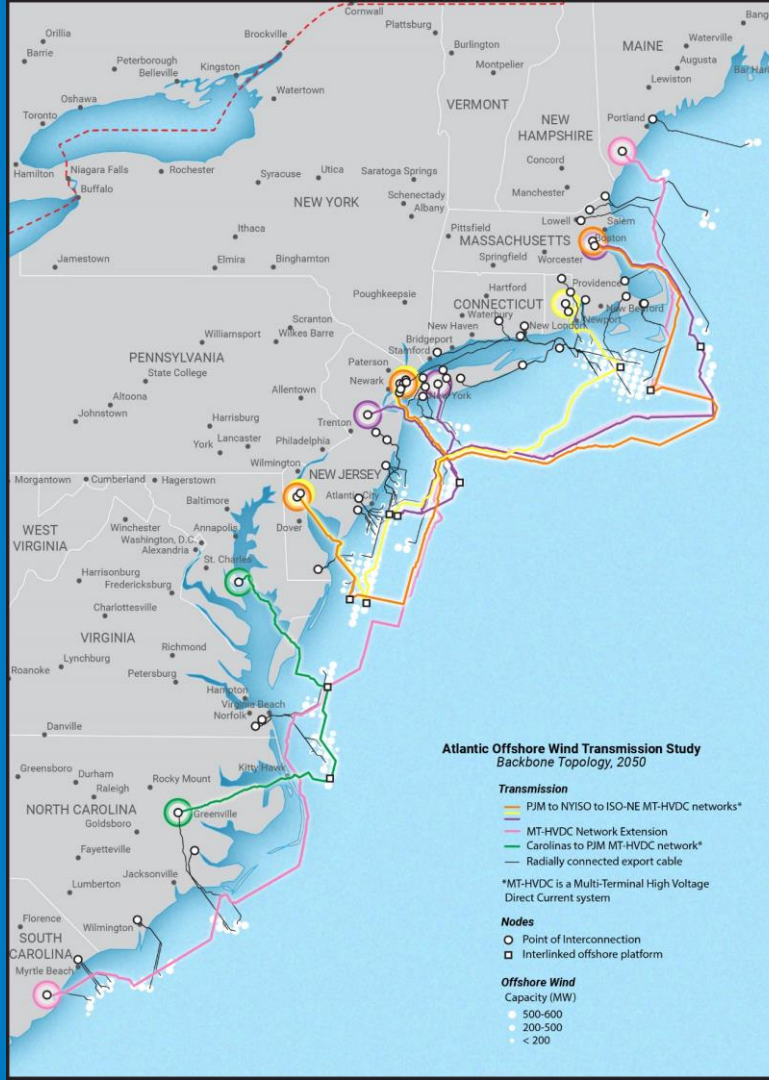 Cornwall
Bangor
Plattsburg
Orillia
Brockville
Waterville
Barrie
MAINE
Burlington
Peterborough
Kingston
Augusta
Belleville
Montpelier
Bar Har
Lewiston
Watertown
Oshawa
VERMONT
Toronto
NEW
HAMPSHIRE
Portland
Hamilton
Niagara Falls
Rochester
Utica
Saratoga Springs
Concord
Syracuse
Buffalo
Manchester
NEW YORK
Schenectady
Albany
Lowell
Salem
Ithaca
Pittsfield
MASSACHUSETTS
Boston
Jamestown
Elmira
Binghamton
Springfield
Worcester
Hartford
Providence
Poughkeepsie
CONNECTICUT
New Bedford
Waterbury
Newport
Scranton
New Haven
New London
Williamsport
Wilkes Barre
Bridgeport
Stamford
PENNSYLVANIA
Paterson
State College
Newark
New York
Altoona
Allentown
Johnstown
Harrisburg
Trenton
York
Lancaster
Philadelphia
Wilmington
Morgantown
Cumberland
Hagerstown
NEW JERSEY
Baltimore
Atlantic City
WEST
VIRGINIA
Winchester
Annapolis
Dover
Washington, D.C.
Alexandria
St. Charles
Harrisonburg
Fredericksburg
Charlottesville
VIRGINIA
Richmond
Lynchburg
Roanoke
Petersburg
Hampton
Virginia Beach
Norfolk
Danville
Kitty Hawk
Greensboro
Durham
Rocky Mount
Raleigh
NORTH CAROLINA
Greenville
Goldsboro
Fayetteville
Jacksonville
Lumberton
Florence
Wilmington
SOUTH
CAROLINA
Myrtle Beach
Atlantic Offshore Wind Transmission Study
Backbone Topology, 2050
Transmission
PJM to NYISO to ISO-NE MT-HVDC networks*
MT-HVDC Network Extension
Carolinas to PJM MT-HVDC network*
Radially connected export cable
*MT-HVDC is a Multi-Terminal High Voltage
Direct Current system
Nodes
Point of Interconnection
Interlinked offshore platform
Offshore Wind
Capacity (MW)
500-600
200-500
< 200